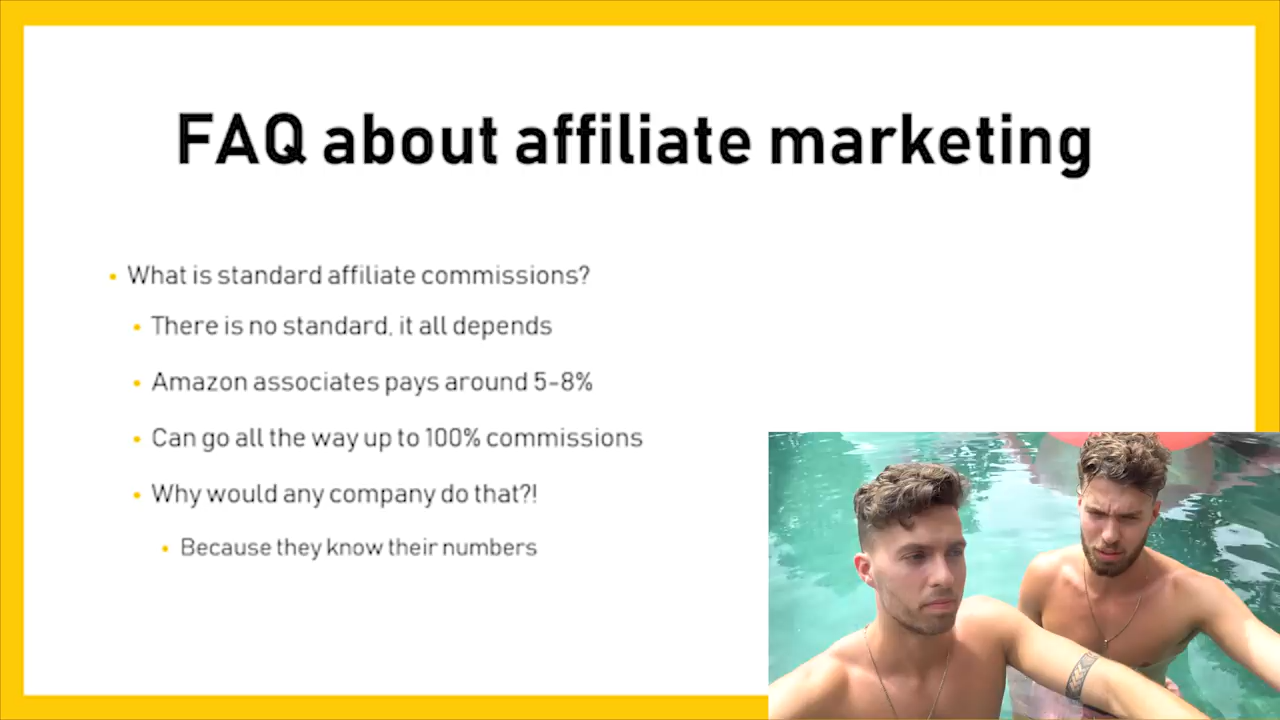 FAQ about affiliate marketing
What is standard affiliate commissions?
There is no standard, it all depends
Amazon associates pays around 5-8%
Can go all the way up to 100% commissions
Why would any company do that?!
Because they know their numbers